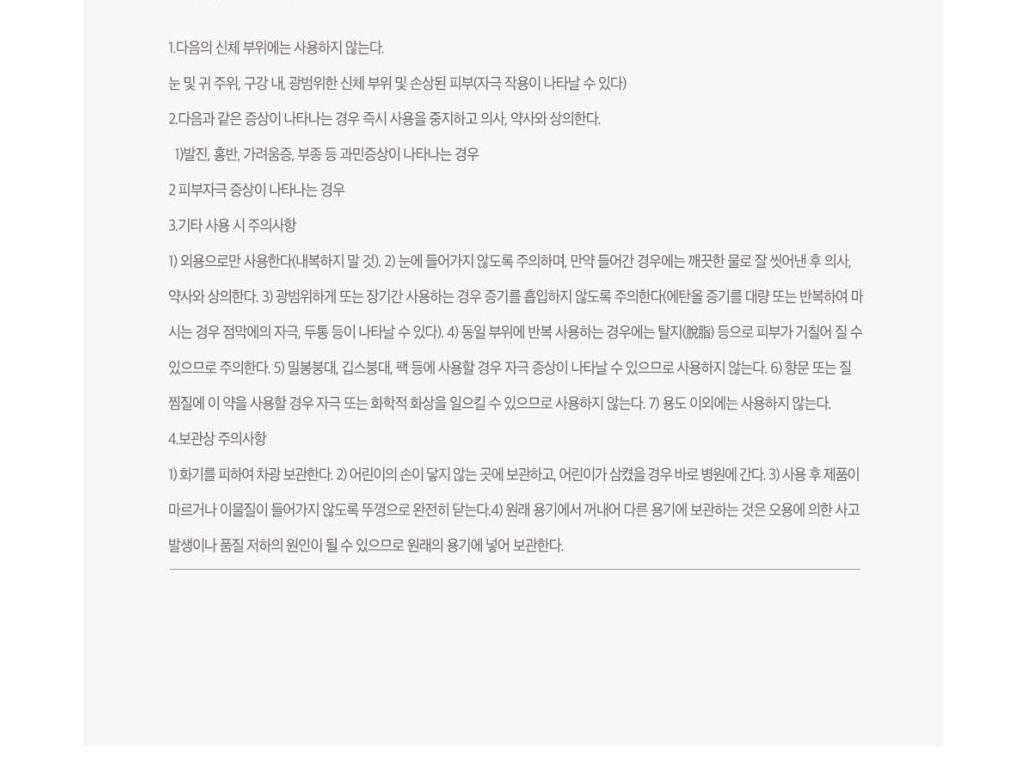 1.다음의 신체 부위에는 사용하지 않는다.
눈 및 귀 주위, 구강 내, 광범위한 신체 부위 및 손상된 피부(자극 작용이 나타날 수 있다)
2.다음과 같은 증상이 나타나는 경우 즉시 사용을 중지하고 의사, 약사와 상의한다.
1)발진, 홍반, 가려움증, 부종 등 과민증상이 나타나는 경우
2 피부자극 증상이 나타나는 경우
3.기타 사용 시 주의사항
1) 외용으로만 사용한다(내복하지 말 것). 2) 눈에 들어가지 않도록 주의하며, 만약 들어간 경우에는 깨끗한 물로 잘 씻어낸 후 의사,
약사와 상의한다. 3) 광범위하게 또는 장기간 사용하는 경우 증기를 흡입하지 않도록 주의한다(에탄올 증기를 대량 또는 반복하여 마
시는 경우 점막에의 자극, 두통 등이 나타날 수 있다). 4) 동일 부위에 반복 사용하는 경우에는 탈지(脫脂) 등으로 피부가 거칠어 질 수
있으므로 주의한다. 5) 밀봉붕대, 깁스붕대, 팩 등에 사용할 경우 자극 증상이 나타날 수 있으므로 사용하지 않는다. 6) 항문 또는 질
찜질에 이 약을 사용할 경우 자극 또는 화학적 화상을 일으킬 수 있으므로 사용하지 않는다. 7) 용도 이외에는 사용하지 않는다.
4.보관상 주의사항
1) 화기를 피하여 차광 보관한다. 2) 어린이의 손이 닿지 않는 곳에 보관하고, 어린이가 삼켰을 경우 바로 병원에 간다. 3) 사용 후 제품이
마르거나 이물질이 들어가지 않도록 뚜껑으로 완전히 닫는다.4) 원래 용기에서 꺼내어 다른 용기에 보관하는 것은 오용에 의한 사고
발생이나 품질 저하의 원인이 될 수 있으므로 원래의 용기에 넣어 보관한다.